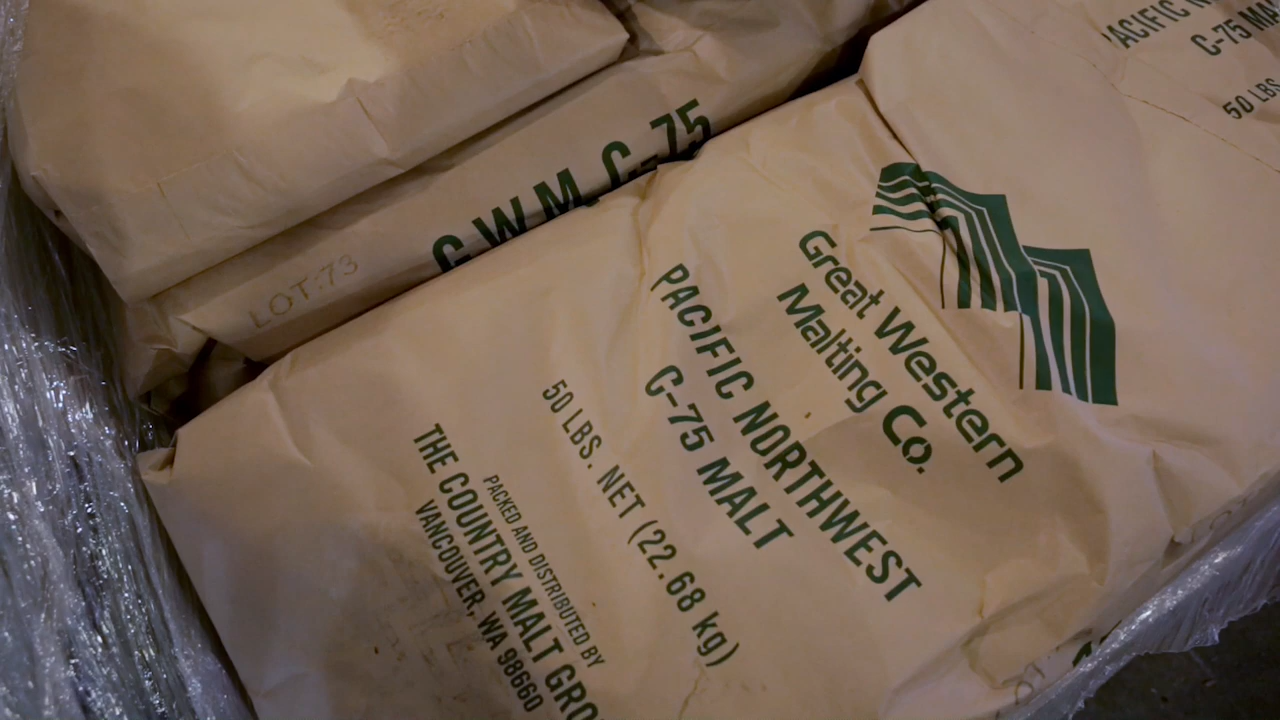 G.W.M. C-75
LOT:73
Great Western
Malting Co.
PACIFIC NORTHWEST
C-75 MALT
50 LBS. NET (22.68 kg)
PACKED AND DISTRIBUTED BY
THE COUNTRY MALT GRO
VANCOUVER, WA 98660
PACIFIC N
C-75 MA
50 LBS